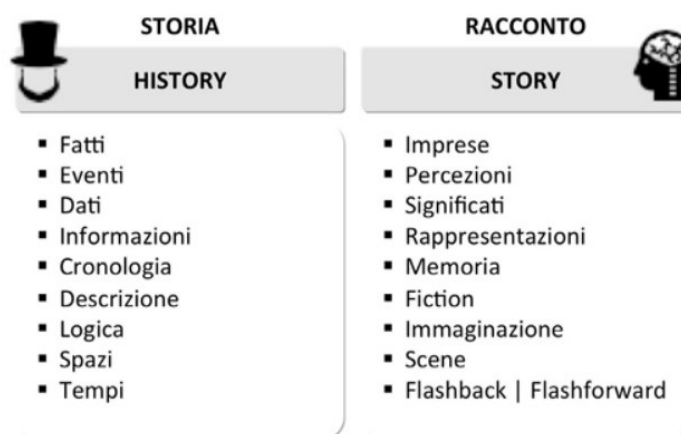 STORIA
HISTORY
▪ Fatti
▪ Eventi
▪ Dati
▪ Informazioni
▪ Cronologia
▪ Descrizione
▪ Logica
▪ Spazi
▪ Tempi
RACCONTO
STORY
▪ Imprese
▪ Percezioni
▪ Significati
▪ Rappresentazioni
▪ Memoria
▪ Fiction
▪ Immaginazione
▪ Scene
▪ Flashback | Flashforward